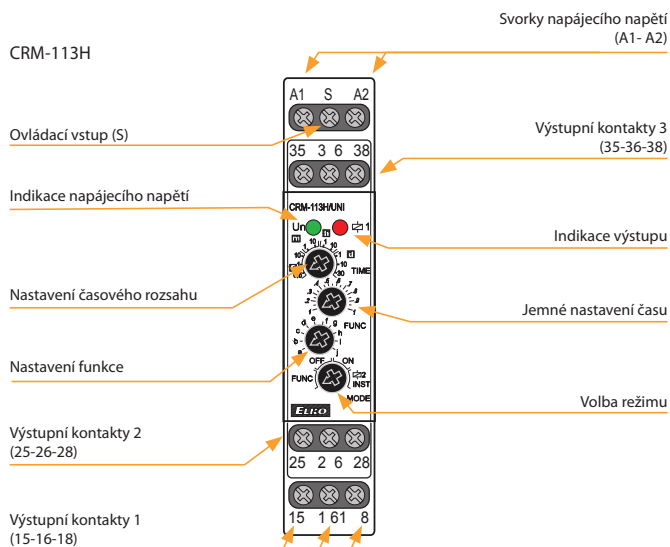 CRM-113H
Svorky napájecího napětí
(A1- A2)
Ovládací vstup (S)
Výstupní kontakty 3
(35-36-38)
Indikace napájecího napětí
Indikace výstupu
Nastavení časového rozsahu
Jemné nastavení času
Nastavení funkce
Volba režimu
Výstupní kontakty 2
(25-26-28)
Výstupní kontakty 1
(15-16-18)
A1 S A2
35 3 6 38
CRM-113H/UNI
Un
1
TIME
FUNC
a b c d e f g h i j
OFF ON
FUNC
2
INST
MODE
ELKO
25 2 6 28
15 1 61 8